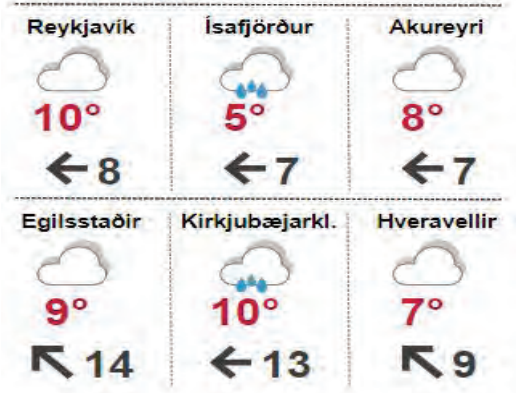 Reykjavík Ísafjörður Akureyri
10° 5° 8°
8 7 7
Egilsstaðir Kirkjubæjarkl. Hveravellir
9° 10° 7°
14 13 9